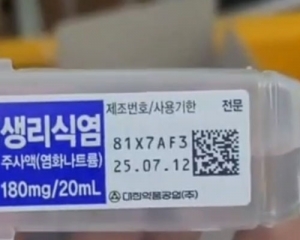 제조번호/사용기한 전문
생리식염
주사액(염화나트륨)
180mg/20mL
81X7AF3
25.07.12
대한약품공업(주)